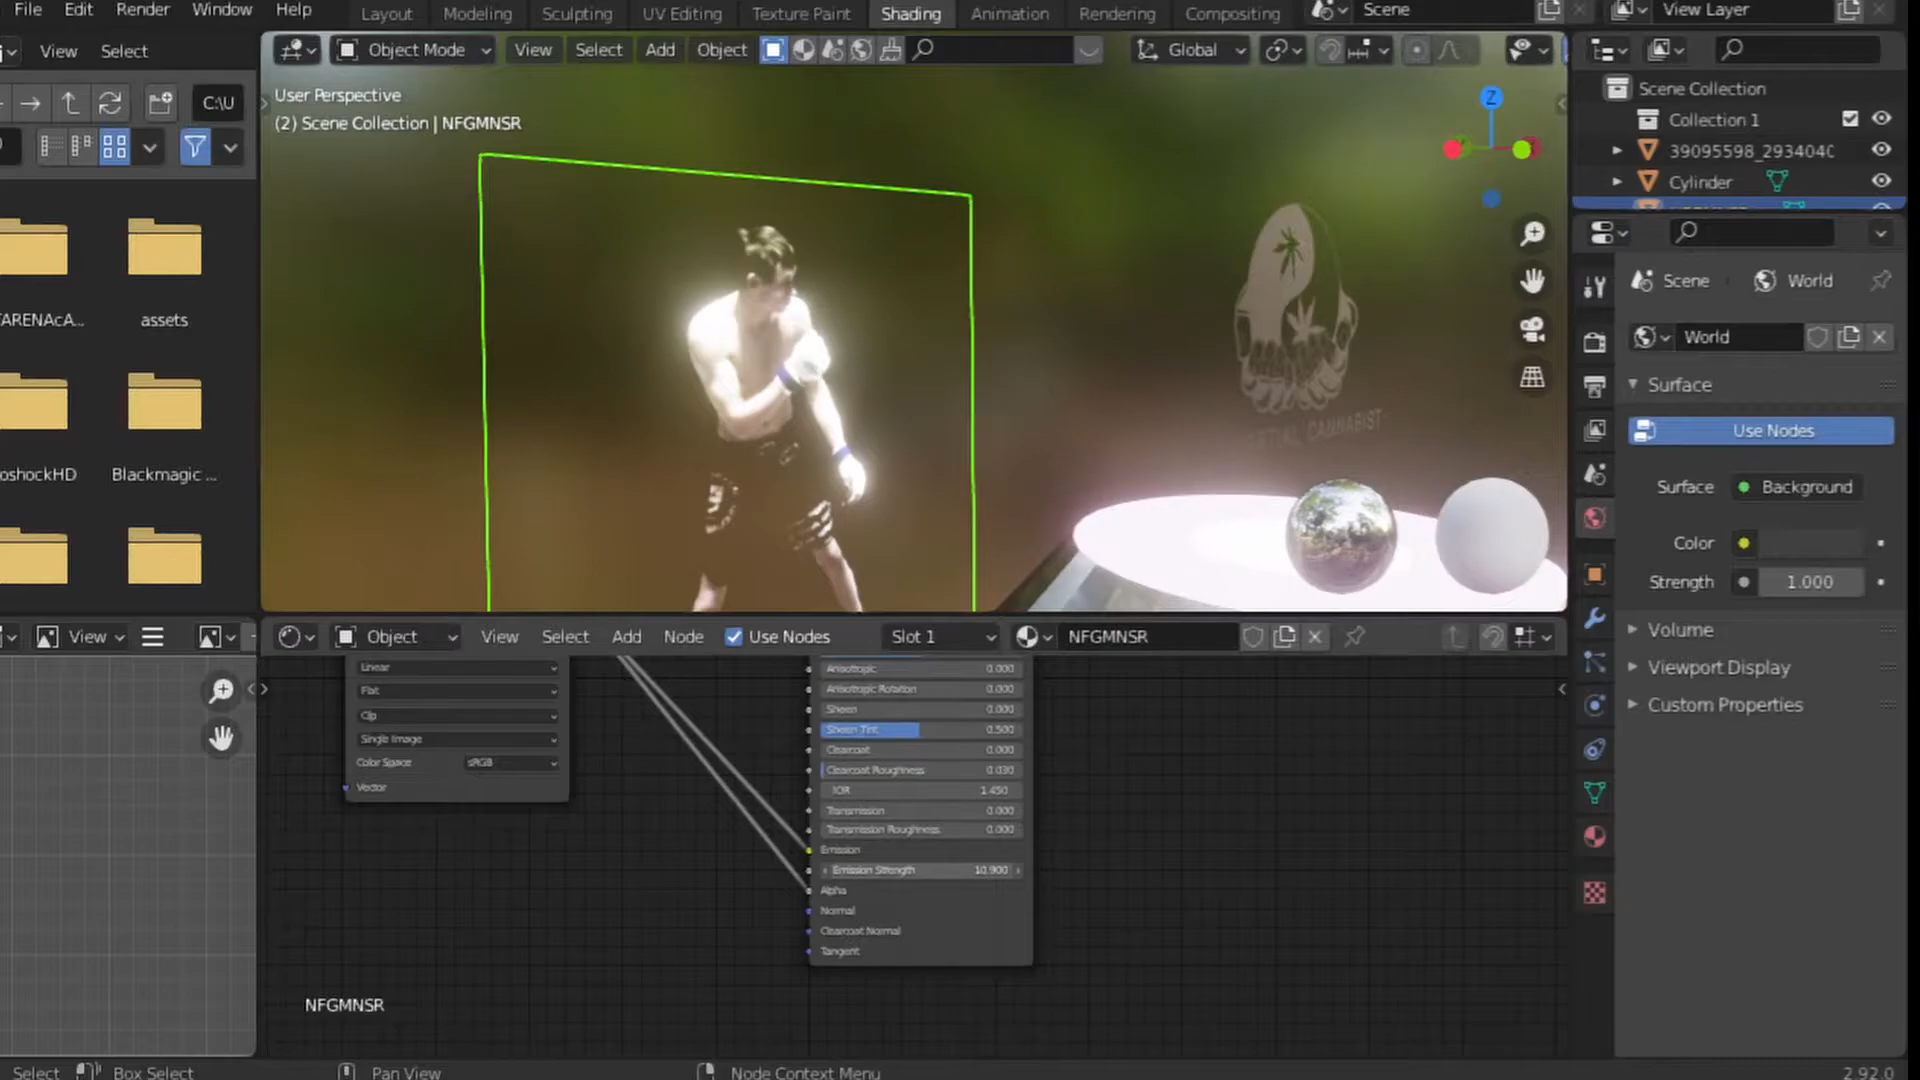 File Edit Render Window Help Layout Modeling Sculpting UV Editing Texture Paint Shading Animation Rendering Compositing Scene View Layer
View Select
Object Mode View Select Add Object Global
C:\U
User Perspective
(2) Scene Collection | NFGMNSR
Z
Scene Collection
Collection 1
39095598_293404
Cylinder
ARENAcA... assets
oshockHD Blackmagic ...
CANNABIST
Scene World
World
Surface
Use Nodes
Surface Background
Color
Strength 1.000
Volume
Viewport Display
Custom Properties
View
Object View Select Add Node Use Nodes Slot 1 NFGMNSR
Linear
Flat
Clip
Single Image
Color Space sRGB
Vector
Anisotropic 0.000
Anisotropic Rotation 0.000
Sheen 0.000
Sheen Tint 0.500
Clearcoat 0.000
Clearcoat Roughness 0.030
IOR 1.450
Transmission 0.000
Transmission Roughness 0.000
Emission
Emission Strength 10.900
Alpha
Normal
Clearcoat Normal
Tangent
NFGMNSR
Select Box Select Pan View Node Context Menu 2.92.0